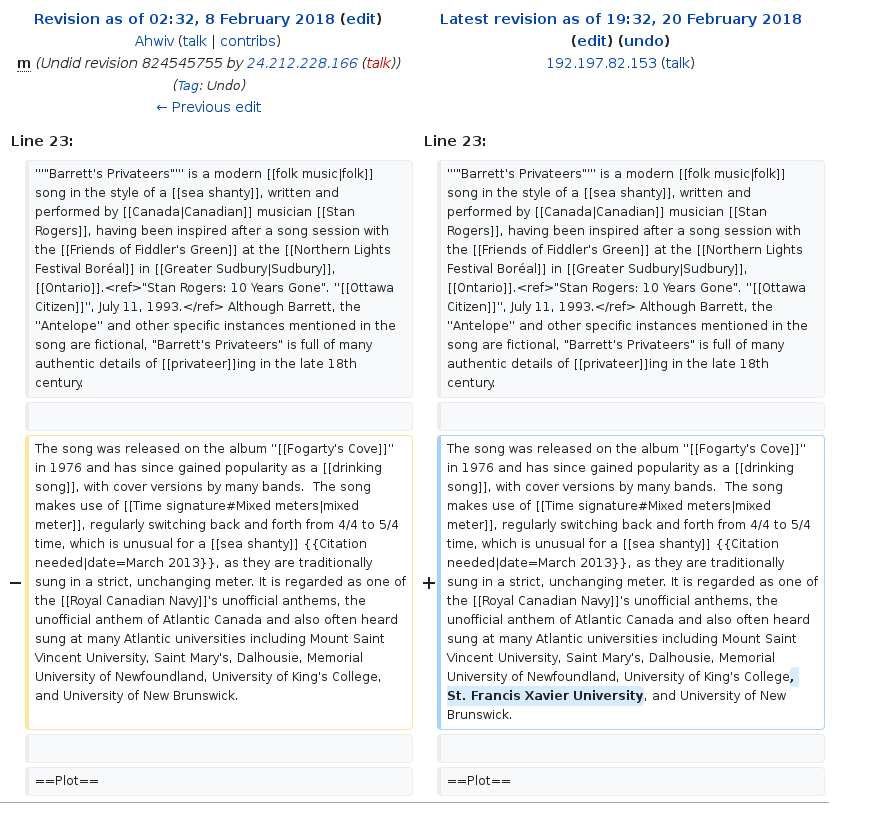 Revision as of 02:32, 8 February 2018 (edit)
Ahwiv (talk | contribs)
m (Undid revision 824545755 by 24.212.228.166 (talk))
(Tag: Undo)
← Previous edit
Latest revision as of 19:32, 20 February 2018
(edit) (undo)
192.197.82.153 (talk)
Line 23:
'''"Barrett's Privateers"''' is a modern [[folk music|folk]]
song in the style of a [[sea shanty]], written and
performed by [[Canada|Canadian]] musician [[Stan
Rogers]], having been inspired after a song session with
the [[Friends of Fiddler's Green]] at the [[Northern Lights
Festival Boréal]] in [[Greater Sudbury|Sudbury]],
[[Ontario]].<ref>"Stan Rogers: 10 Years Gone". ''[[Ottawa
Citizen]]'', July 11, 1993.</ref> Although Barrett, the
''Antelope'' and other specific instances mentioned in the
song are fictional, "Barrett's Privateers" is full of many
authentic details of [[privateer]]ing in the late 18th
century.
The song was released on the album ''[[Fogarty's Cove]]''
in 1976 and has since gained popularity as a [[drinking
song]], with cover versions by many bands.  The song
makes use of [[Time signature#Mixed meters|mixed
meter]], regularly switching back and forth from 4/4 to 5/4
time, which is unusual for a [[sea shanty]] {{Citation
needed|date=March 2013}}, as they are traditionally
− sung in a strict, unchanging meter. It is regarded as one of
the [[Royal Canadian Navy]]'s unofficial anthems, the
unofficial anthem of Atlantic Canada and also often heard
sung at many Atlantic universities including Mount Saint
Vincent University, Saint Mary's, Dalhousie, Memorial
University of Newfoundland, University of King's College,
and University of New Brunswick.
==Plot==
Line 23:
'''"Barrett's Privateers"''' is a modern [[folk music|folk]]
song in the style of a [[sea shanty]], written and
performed by [[Canada|Canadian]] musician [[Stan
Rogers]], having been inspired after a song session with
the [[Friends of Fiddler's Green]] at the [[Northern Lights
Festival Boréal]] in [[Greater Sudbury|Sudbury]],
[[Ontario]].<ref>"Stan Rogers: 10 Years Gone". ''[[Ottawa
Citizen]]'', July 11, 1993.</ref> Although Barrett, the
''Antelope'' and other specific instances mentioned in the
song are fictional, "Barrett's Privateers" is full of many
authentic details of [[privateer]]ing in the late 18th
century.
The song was released on the album ''[[Fogarty's Cove]]''
in 1976 and has since gained popularity as a [[drinking
song]], with cover versions by many bands.  The song
makes use of [[Time signature#Mixed meters|mixed
meter]], regularly switching back and forth from 4/4 to 5/4
time, which is unusual for a [[sea shanty]] {{Citation
needed|date=March 2013}}, as they are traditionally
+ sung in a strict, unchanging meter. It is regarded as one of
the [[Royal Canadian Navy]]'s unofficial anthems, the
unofficial anthem of Atlantic Canada and also often heard
sung at many Atlantic universities including Mount Saint
Vincent University, Saint Mary's, Dalhousie, Memorial
University of Newfoundland, University of King's College,
St. Francis Xavier University, and University of New
Brunswick.
==Plot==